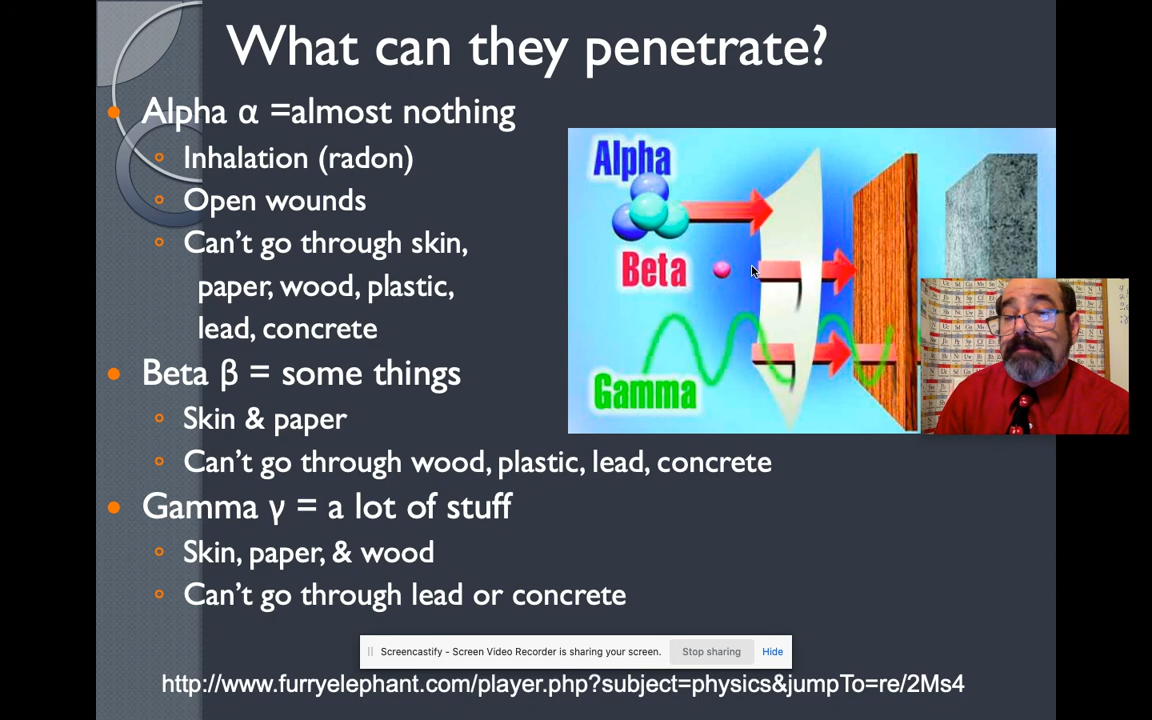 What can they penetrate?
Alpha α =almost nothing
Inhalation (radon)
Open wounds
Can't go through skin,
paper, wood, plastic,
lead, concrete
Beta β = some things
Skin & paper
Can't go through wood, plastic, lead, concrete
Gamma γ = a lot of stuff
Skin, paper, & wood
Can't go through lead or concrete
Alpha
Beta
Gamma
Screencastify - Screen Video Recorder is sharing your screen. Stop sharing Hide
http://www.furryelephant.com/player.php?subject=physics&jumpTo=re/2Ms4